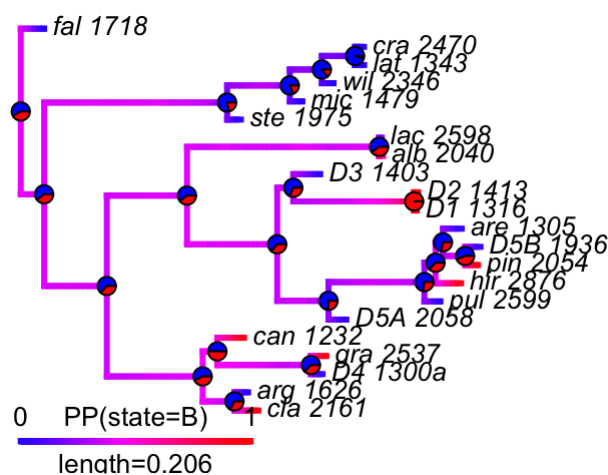 fal 1718
cra 2470
lat 1343
wil 2346
mic 1479
ste 1975
lac 2598
alb 2040
D3 1403
D2 1413
D1 1316
are 1305
D5B 1936
pin 2054
hir 2876
pul 2599
D5A 2058
can 1232
gra 2537
D4 1300a
arg 1626
cla 2161
0 PP(state=B) 1
length=0.206